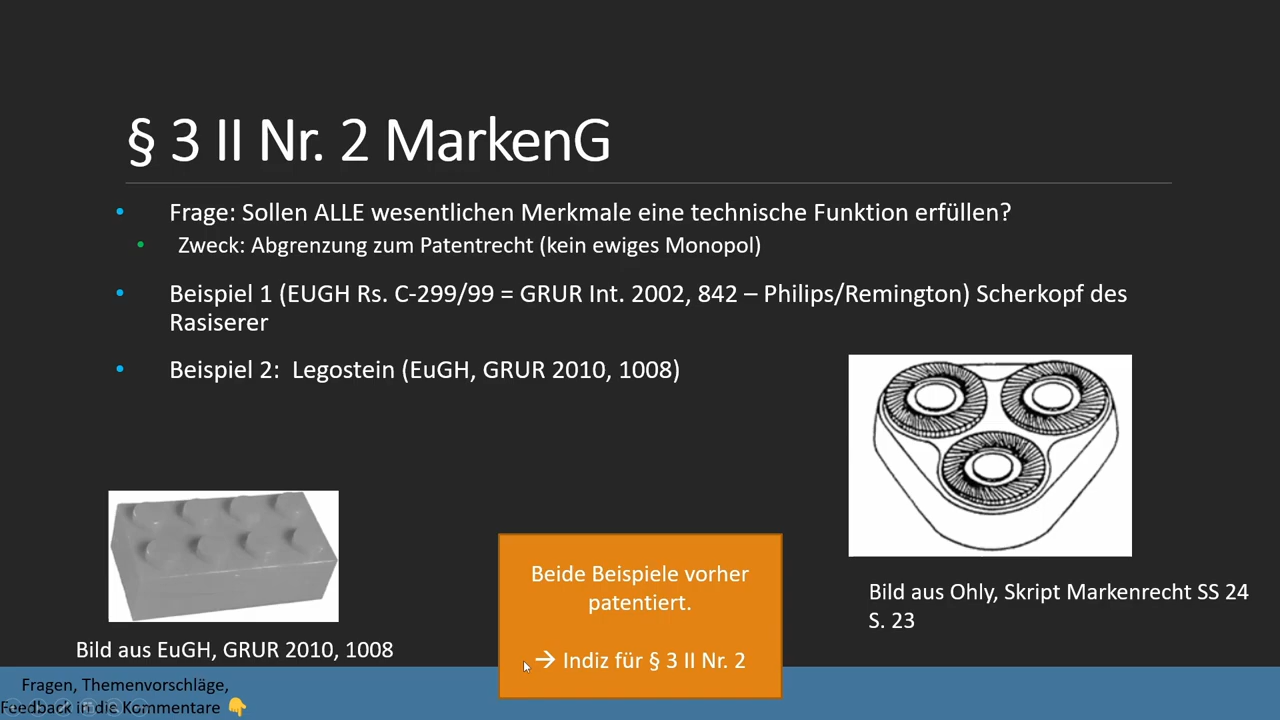 § 3 II Nr. 2 MarkenG
• Frage: Sollen ALLE wesentlichen Merkmale eine technische Funktion erfüllen?
• Zweck: Abgrenzung zum Patentrecht (kein ewiges Monopol)
• Beispiel 1 (EUGH Rs. C-299/99 = GRUR Int. 2002, 842 – Philips/Remington) Scherkopf des
Rasiserer
• Beispiel 2:  Legostein (EuGH, GRUR 2010, 1008)
Beide Beispiele vorher
patentiert.
→ Indiz für § 3 II Nr. 2
Bild aus Ohly, Skript Markenrecht SS 24
S. 23
Bild aus EuGH, GRUR 2010, 1008
Fragen, Themenvorschläge,
Feedback in die Kommentare 👇